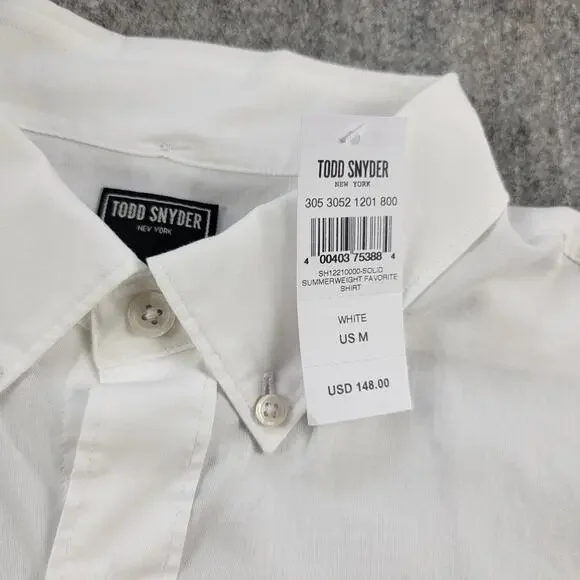 TODD SNYDER
NEW YORK
TODD SNYDER
NEW YORK
305 3052 1201 800
4 00403 75388 4
SH12210000-SOLID
SUMMERWEIGHT FAVORITE
SHIRT
WHITE
US M
USD 148.00